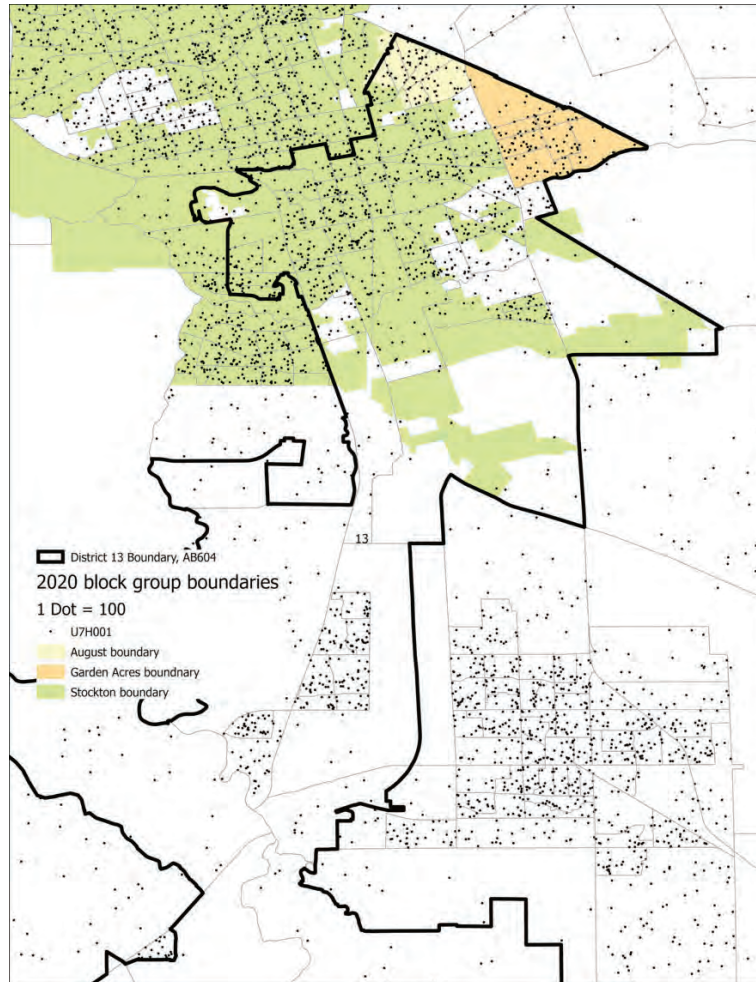 13
District 13 Boundary, AB604
2020 block group boundaries
1 Dot = 100
U7H001
August boundary
Garden Acres boundnary
Stockton boundary